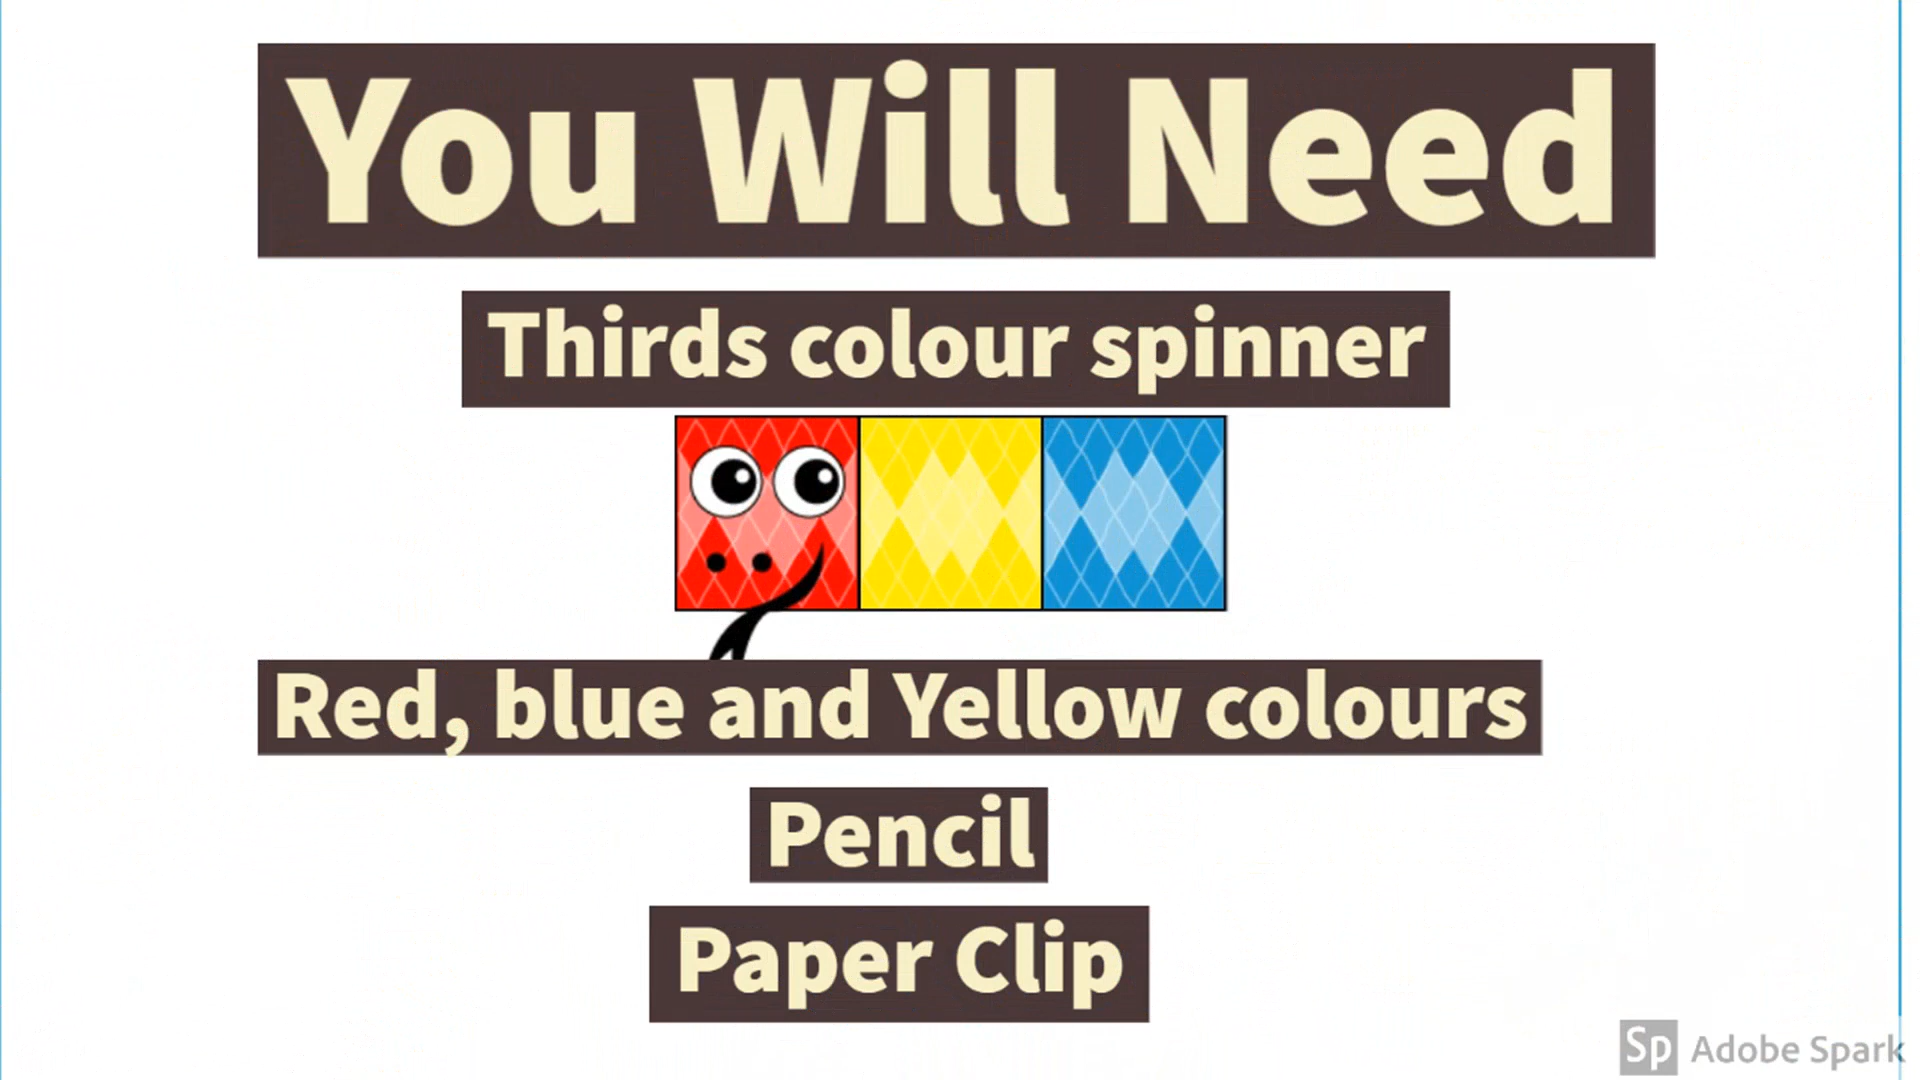 You Will Need
Thirds colour spinner
Red, blue and Yellow colours
Pencil
Paper Clip
Sp Adobe Spark